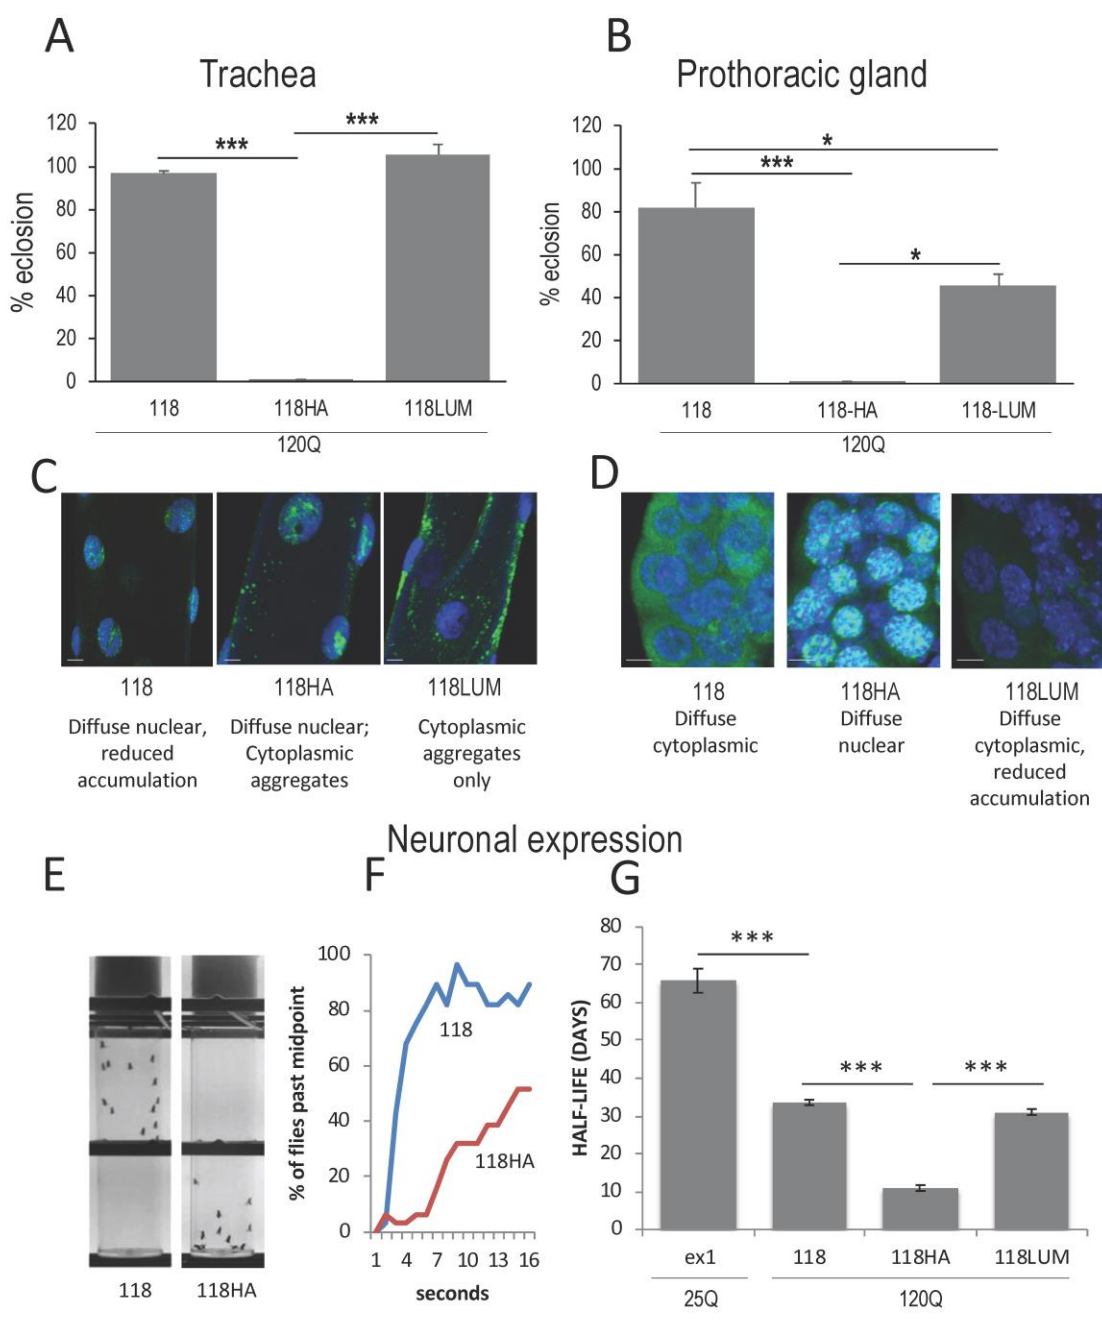 A
Trachea
% eclosion
120
100
80
60
40
20
0
***
***
118
118HA
118LUM
120Q
B
Prothoracic gland
% eclosion
120
100
80
60
40
20
0
*
***
*
118
118-HA
118-LUM
120Q
C
118
Diffuse nuclear,
reduced
accumulation
118HA
Diffuse nuclear;
Cytoplasmic
aggregates
118LUM
Cytoplasmic
aggregates
only
D
118
Diffuse
cytoplasmic
118HA
Diffuse
nuclear
118LUM
Diffuse
cytoplasmic,
reduced
accumulation
Neuronal expression
E
118
118HA
F
% of flies past midpoint
100
80
60
40
20
0
118
118HA
1 4 7 10 13 16
seconds
G
HALF-LIFE (DAYS)
80
70
60
50
40
30
20
10
0
***
***
***
ex1
118
118HA
118LUM
25Q
120Q